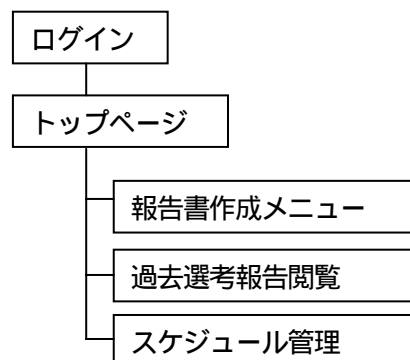 ログイン
トップページ
報告書作成メニュー
過去選考報告閲覧
スケジュール管理